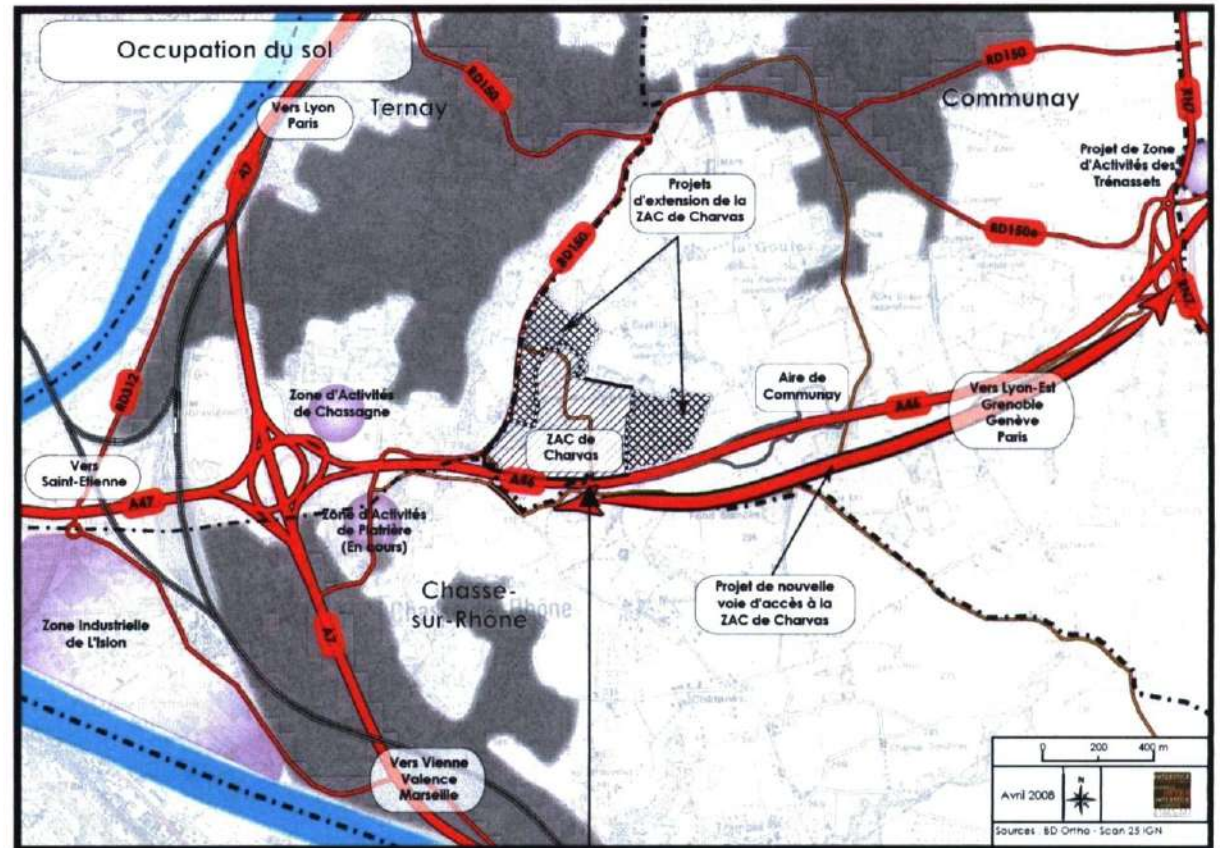 Occupation du sol
Vers Lyon
Paris
Ternay
RD150
RD150
Communay
RN7
A7
Projet de Zone
d'Activités des
Trénassets
Projets
d'extension de la
ZAC de Charvas
RD150
RD150e
RN7
RD312
Zone d'Activités
de Chassagne
Aire de
Communay
A46
Vers Lyon-Est
Grenoble
Genève
Paris
ZAC de
Charvas
Vers
Saint-Etienne
A47
A46
Zone d'Activités
de Platrière
(En cours)
Chasse-
sur-Rhône
Projet de nouvelle
voie d'accès à la
ZAC de Charvas
Zone Industrielle
de L'Islon
A7
Vers Vienne
Valence
Marseille
0 200 400 m
Avril 2008
N
Sources : BD Ortho - Scan 25 IGN